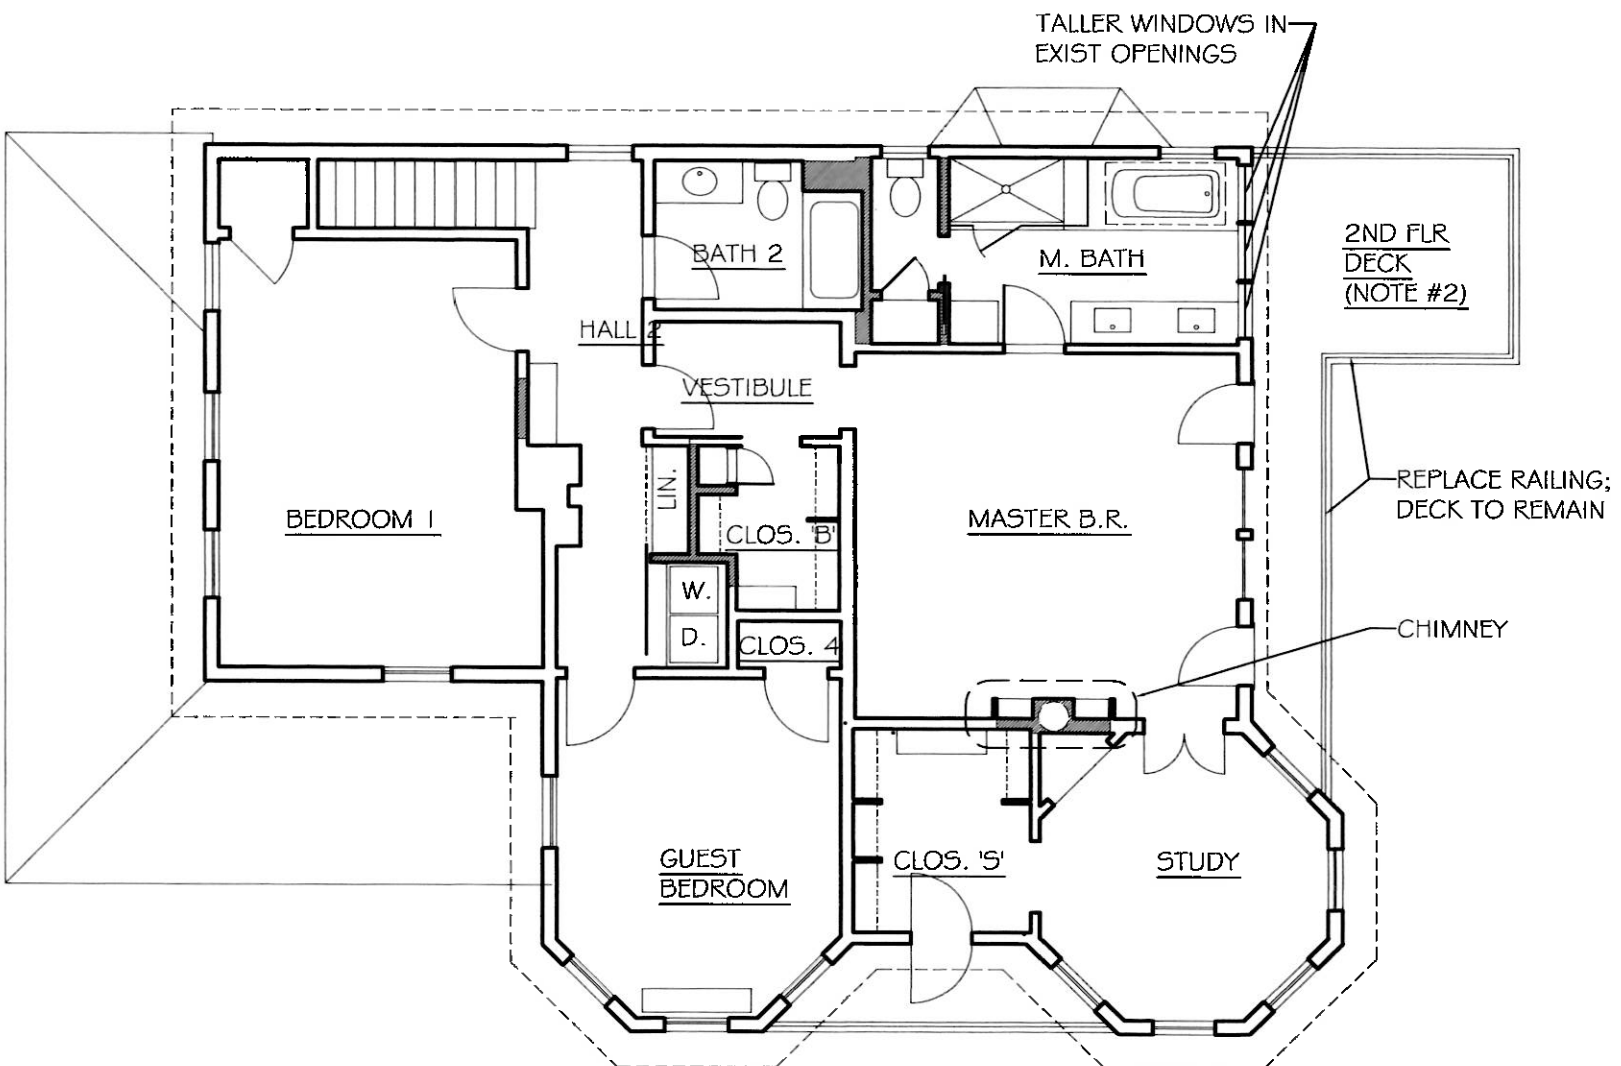 TALLER WINDOWS IN
EXIST OPENINGS
2ND FLR
DECK
(NOTE #2)
BATH 2
M. BATH
HALL 2
VESTIBULE
LIN.
REPLACE RAILING;
DECK TO REMAIN
BEDROOM 1
CLOS. 'B'
MASTER B.R.
W.
D.
CLOS. 4
CHIMNEY
GUEST
BEDROOM
CLOS. 'S'
STUDY